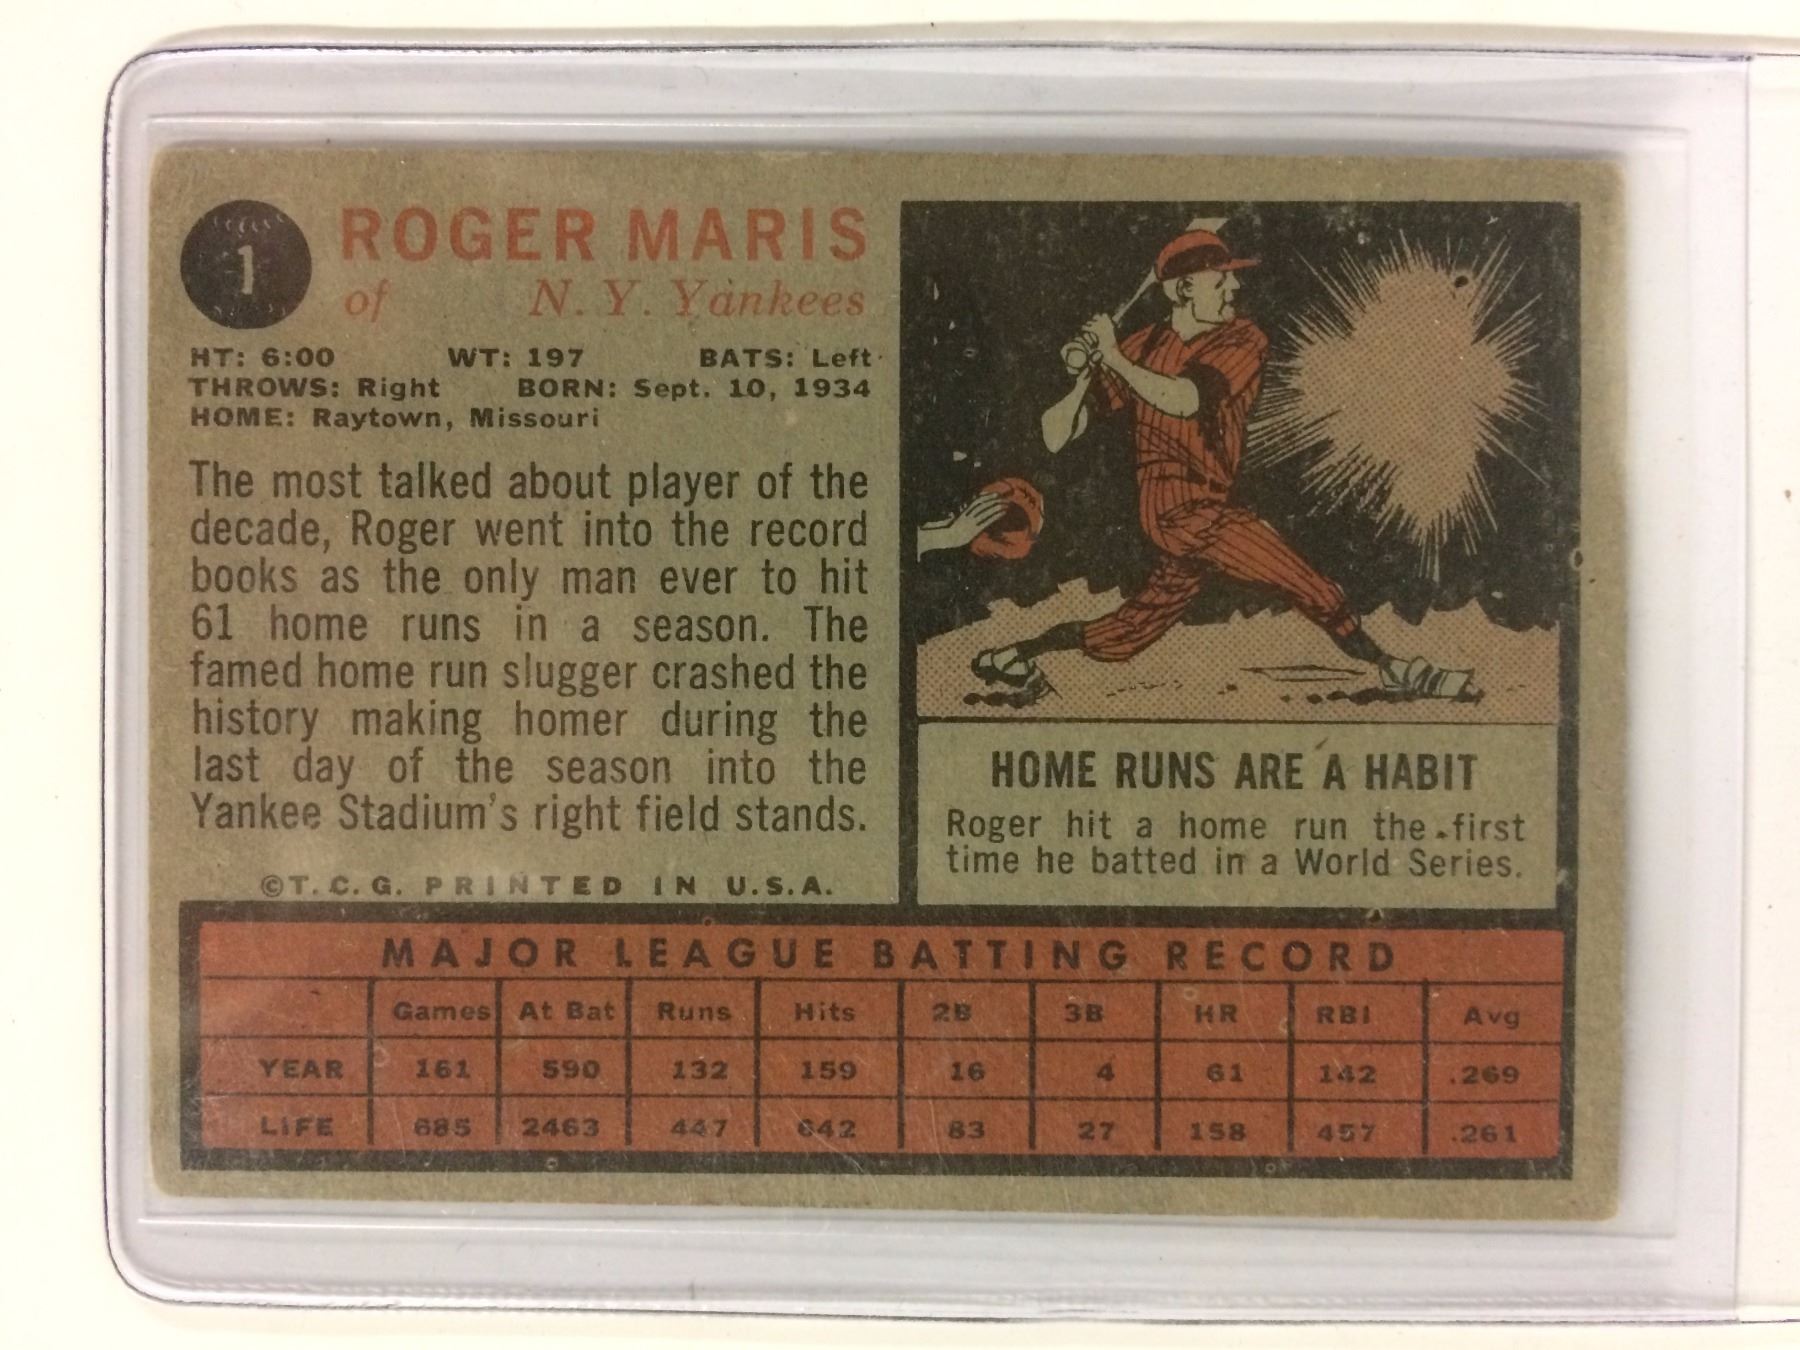 1
ROGER MARIS
of N. Y. Yankees
HT: 6:00 WT: 197 BATS: Left
THROWS: Right BORN: Sept. 10, 1934
HOME: Raytown, Missouri
The most talked about player of the
decade, Roger went into the record
books as the only man ever to hit
61 home runs in a season. The
famed home run slugger crashed the
history making homer during the
last day of the season into the
Yankee Stadium's right field stands.
©T. C. G. PRINTED IN U.S.A.
HOME RUNS ARE A HABIT
Roger hit a home run the first
time he batted in a World Series.
MAJOR LEAGUE BATTING RECORD
Games At Bat Runs Hits 2B 3B HR RBI Avg
YEAR 161 590 132 159 16 4 61 142 .269
LIFE 685 2463 447 642 83 27 158 457 .261